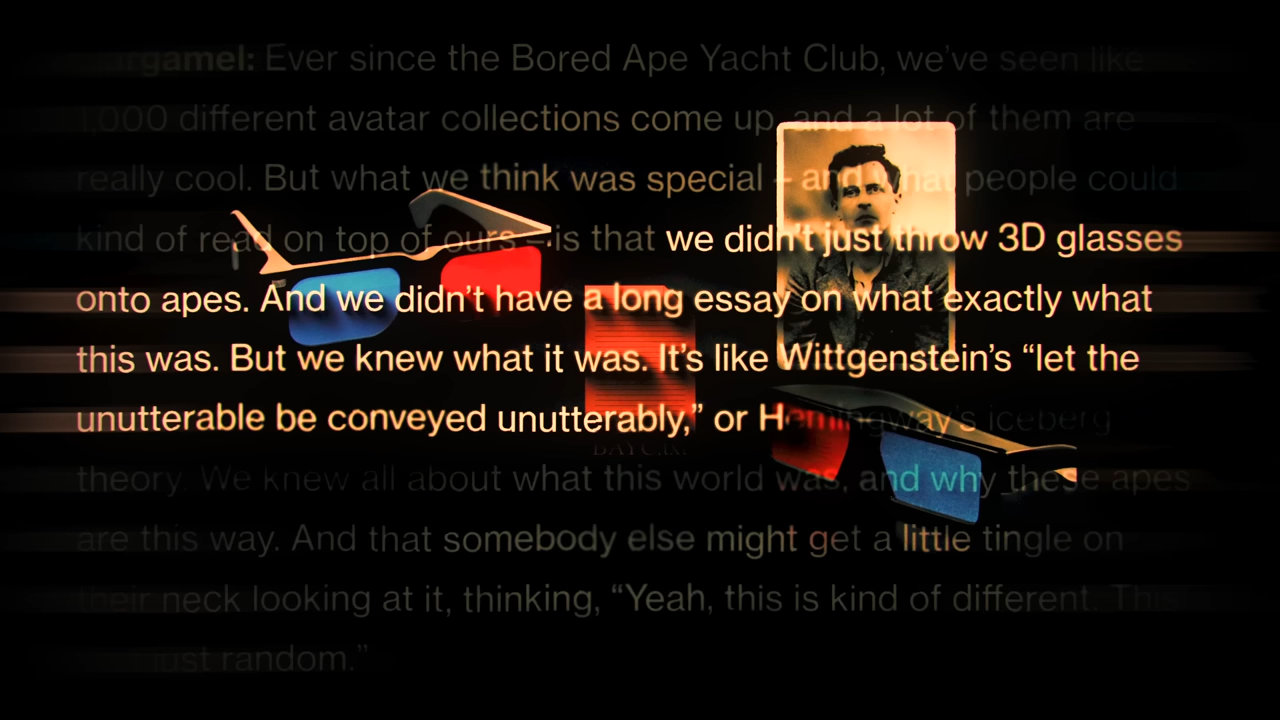 Gargamel: Ever since the Bored Ape Yacht Club, we've seen like
1,000 different avatar collections come up, and a lot of them are
really cool. But what we think was special – and what people could
kind of read on top of ours – is that we didn't just throw 3D glasses
onto apes. And we didn't have a long essay on what exactly what
this was. But we knew what it was. It's like Wittgenstein's “let the
unutterable be conveyed unutterably,” or Hemingway's iceberg
theory. We knew all about what this world was, and why these apes
are this way. And that somebody else might get a little tingle on
their neck looking at it, thinking, “Yeah, this is kind of different. This
just random.”